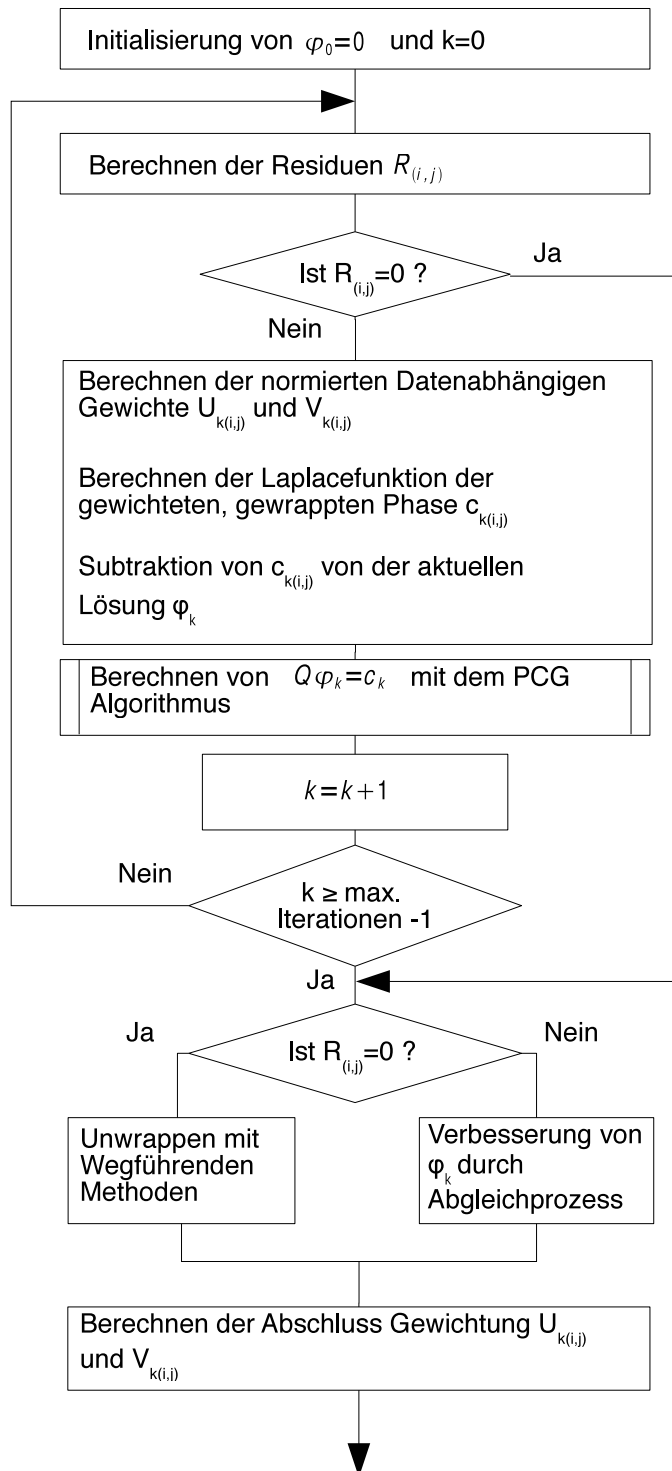 Initialisierung von φ₀=0 und k=0
Berechnen der Residuen R(i,j)
Ist R(i,j)=0 ?
Ja
Nein
Berechnen der normierten Datenabhängigen
Gewichte Uk(i,j) und Vk(i,j)
Berechnen der Laplacefunktion der
gewichteten, gewrappten Phase ck(i,j)
Subtraktion von ck(i,j) von der aktuellen
Lösung φk
Berechnen von Qφk=ck mit dem PCG
Algorithmus
k=k+1
Nein
k ≥ max.
Iterationen -1
Ja
Ja
Nein
Ist R(i,j)=0 ?
Unwrappen mit
Wegführenden
Methoden
Verbesserung von
φk durch
Abgleichprozess
Berechnen der Abschluss Gewichtung Uk(i,j)
und Vk(i,j)